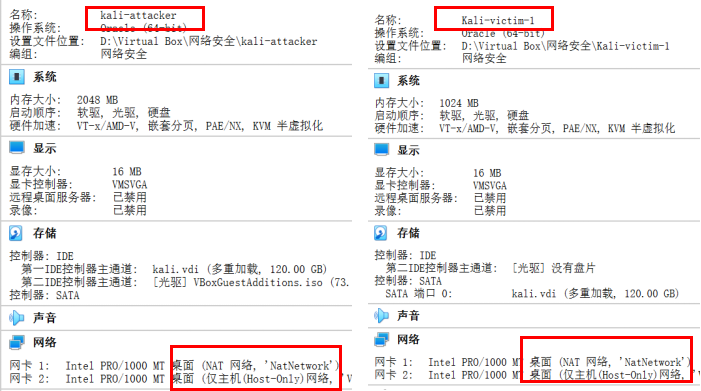 名称: kali-attacker
操作系统: Oracle (64-bit)
设置文件位置: D:\Virtual Box\网络安全\kali-attacker
编组: 网络安全
系统
内存大小: 2048 MB
启动顺序: 软驱, 光驱, 硬盘
硬件加速: VT-x/AMD-V, 嵌套分页, PAE/NX, KVM 半虚拟化
显示
显存大小: 16 MB
显卡控制器: VMSVGA
远程桌面服务器: 已禁用
录像: 已禁用
存储
控制器: IDE
第一IDE控制器主通道: kali.vdi (多重加载, 120.00 GB)
第二IDE控制器主通道: [光驱] VBoxGuestAdditions.iso (73.
控制器: SATA
声音
网络
网卡 1: Intel PRO/1000 MT 桌面 (NAT 网络, 'NatNetwork')
网卡 2: Intel PRO/1000 MT 桌面 (仅主机(Host-Only)网络, 'V
名称: Kali-victim-1
操作系统: Oracle (64-bit)
设置文件位置: D:\Virtual Box\网络安全\Kali-victim-1
编组: 网络安全
系统
内存大小: 1024 MB
启动顺序: 软驱, 光驱, 硬盘
硬件加速: VT-x/AMD-V, 嵌套分页, PAE/NX, KVM 半虚拟化
显示
显存大小: 16 MB
显卡控制器: VMSVGA
远程桌面服务器: 已禁用
录像: 已禁用
存储
控制器: IDE
第二IDE控制器主通道: [光驱] 没有盘片
控制器: SATA
SATA 端口 0: kali.vdi (多重加载, 120.00 GB)
声音
网络
网卡 1: Intel PRO/1000 MT 桌面 (NAT 网络, 'NatNetwork')
网卡 2: Intel PRO/1000 MT 桌面 (仅主机(Host-Only)网络, 'V